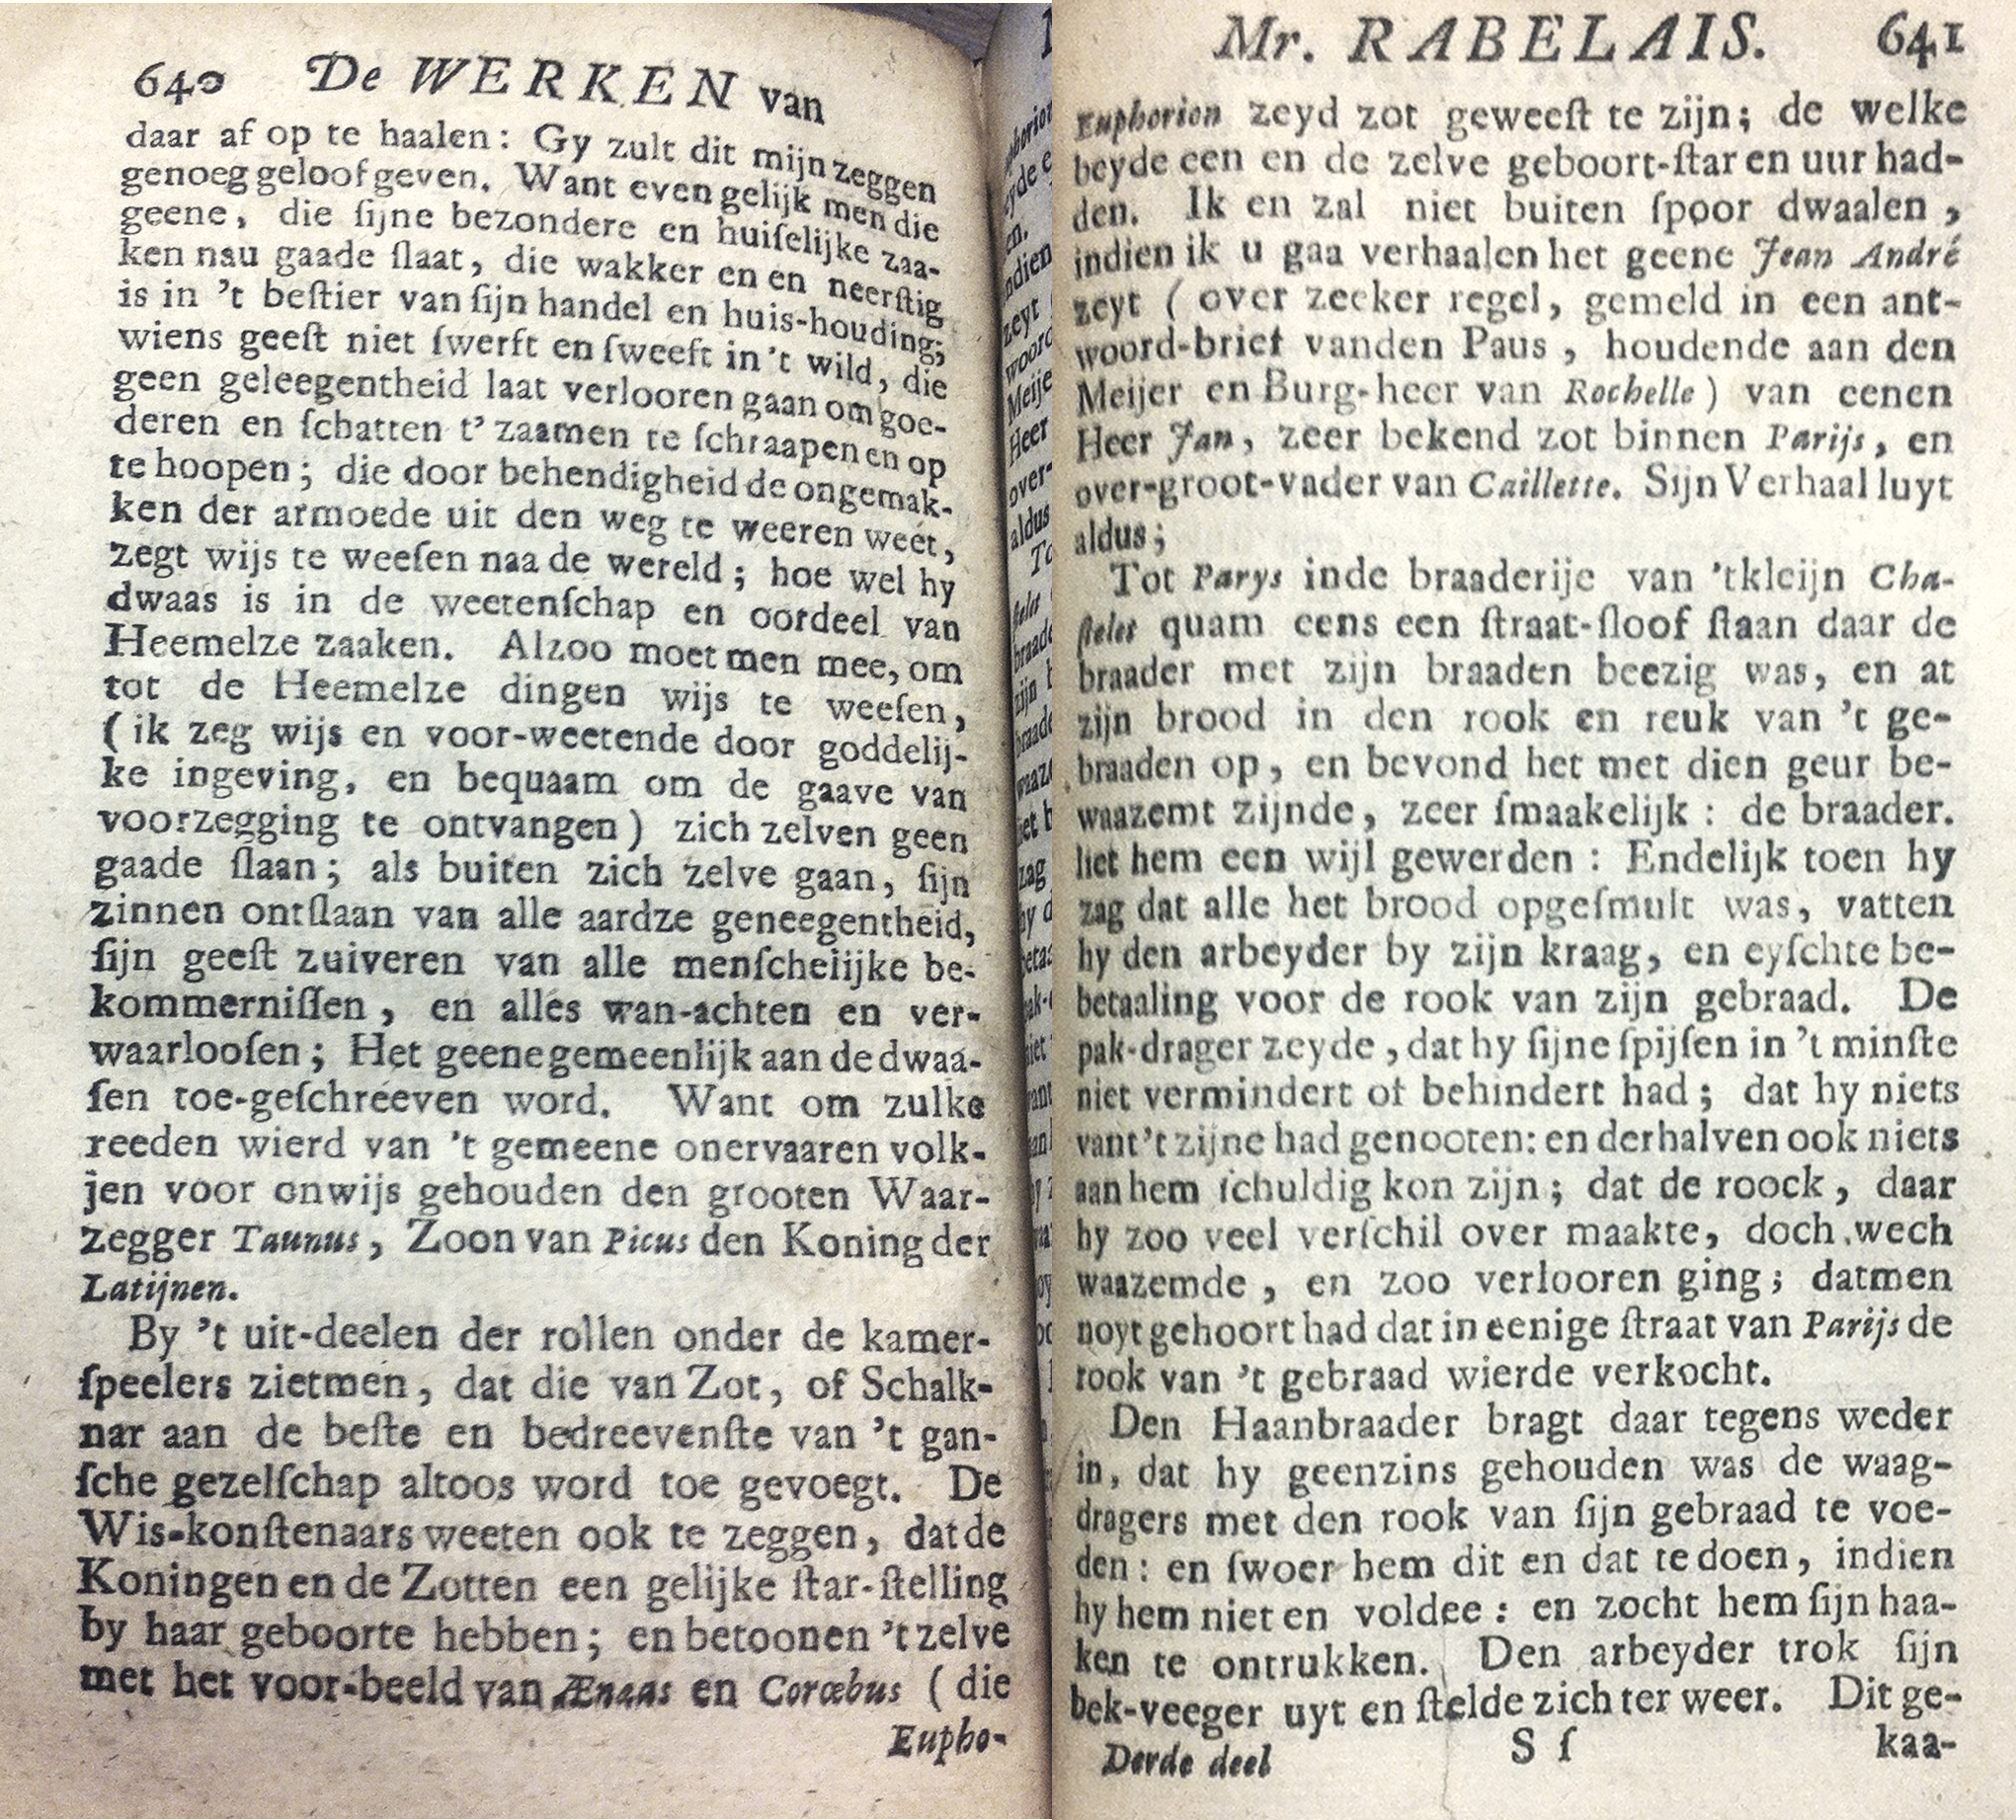 640 De WERKEN van
daar af op te haalen: Gy zult dit mijn zeggen
genoeg geloof geven. Want even gelijk men die
geene, die ſijne bezondere en huiſelijke zaa-
ken nau gaade ſlaat, die wakker en en neerſtig
is in 't beſtier van ſijn handel en huis-houding;
wiens geeſt niet ſwerft en ſweeft in 't wild, die
geen geleegentheid laat verlooren gaan om goe-
deren en ſchatten t' zaamen te ſchraapen en op
te hoopen; die door behendigheid de ongemak-
ken der armoede uit den weg te weeren weet,
zegt wijs te weeſen naa de wereld; hoe wel hy
dwaas is in de weetenſchap en oordeel van
Heemelze zaaken. Alzoo moet men mee, om
tot de Heemelze dingen wijs te weeſen,
(ik zeg wijs en voor-weetende door goddelij-
ke ingeving, en bequaam om de gaave van
voorzegging te ontvangen) zich zelven geen
gaade ſlaan; als buiten zich zelve gaan, ſijn
zinnen ontſlaan van alle aardze geneegentheid,
ſijn geeſt zuiveren van alle menſchelijke be-
kommerniſſen, en alles wan-achten en ver-
waarlooſen; Het geene gemeenlijk aan de dwaa-
ſen toe-geſchreeven word. Want om zulke
reeden wierd van 't gemeene onervaaren volk-
jen voor onwijs gehouden den grooten Waar-
zegger Taunus, Zoon van Picus den Koning der
Latijnen.
By 't uit-deelen der rollen onder de kamer-
ſpeelers zietmen, dat die van Zot, of Schalk-
nar aan de beſte en bedreevenſte van 't gan-
ſche gezelſchap altoos word toe gevoegt. De
Wis-konſtenaars weeten ook te zeggen, dat de
Koningen en de Zotten een gelijke ſtar-ſtelling
by haar geboorte hebben; en betoonen 't zelve
met het voor-beeld van Ænaas en Corœbus (die
Eupho-
Mr. RABELAIS. 641
Euphorion zeyd zot geweeſt te zijn; de welke
beyde een en de zelve geboort-ſtar en uur had-
den. Ik en zal niet buiten ſpoor dwaalen,
indien ik u gaa verhaalen het geene Jean André
zeyt (over zeeker regel, gemeld in een ant-
woord-brief vanden Paus, houdende aan den
Meijer en Burg-heer van Rochelle) van eenen
Heer Jan, zeer bekend zot binnen Parijs, en
over-groot-vader van Caillette. Sijn Verhaal luyt
aldus;
Tot Parys inde braaderije van 'tkleijn Cha-
ſtelet quam eens een ſtraat-ſloof ſtaan daar de
braader met zijn braaden beezig was, en at
zijn brood in den rook en reuk van 't ge-
braaden op, en bevond het met dien geur be-
waazemt zijnde, zeer ſmaakelijk: de braader.
liet hem een wijl gewerden: Endelijk toen hy
zag dat alle het brood opgeſmult was, vatten
hy den arbeyder by zijn kraag, en eyſchte be-
betaaling voor de rook van zijn gebraad. De
pak-drager zeyde, dat hy ſijne ſpijſen in 't minſte
niet vermindert of behindert had; dat hy niets
vant't zijne had genooten: en derhalven ook niets
aan hem ſchuldig kon zijn; dat de roock, daar
hy zoo veel verſchil over maakte, doch wech
waazemde, en zoo verlooren ging; datmen
noyt gehoort had dat in eenige ſtraat van Parijs de
rook van 't gebraad wierde verkocht.
Den Haanbraader bragt daar tegens weder
in, dat hy geenzins gehouden was de waag-
dragers met den rook van ſijn gebraad te voe-
den: en ſwoer hem dit en dat te doen, indien
hy hem niet en voldee: en zocht hem ſijn haa-
ken te ontrukken. Den arbeyder trok ſijn
bek-veeger uyt en ſtelde zich ter weer. Dit ge-
Derde deel S ſ kaa-